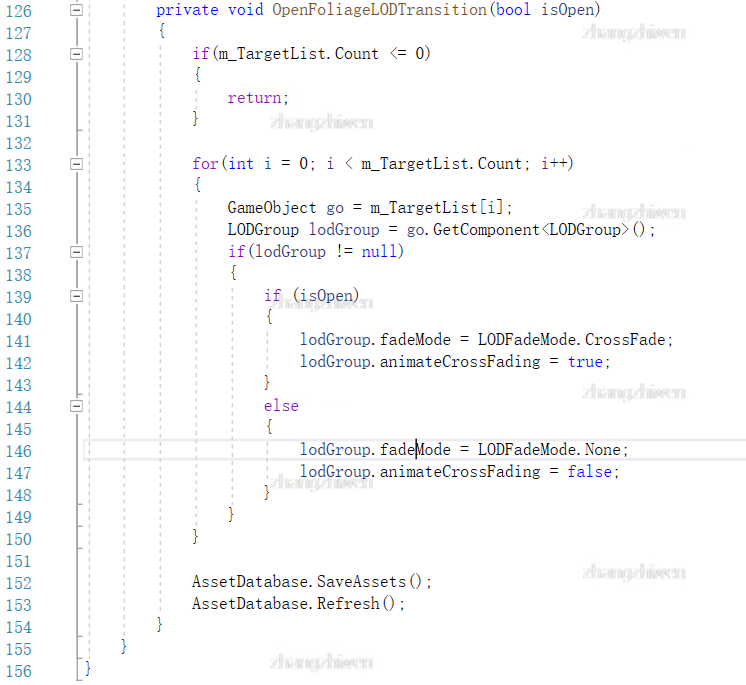 126 private void OpenFoliageLODTransition(bool isOpen)
127 {
128 if(m_TargetList.Count <= 0)
129 {
130 return;
131 }
132
133 for(int i = 0; i < m_TargetList.Count; i++)
134 {
135 GameObject go = m_TargetList[i];
136 LODGroup lodGroup = go.GetComponent<LODGroup>();
137 if(lodGroup != null)
138 {
139 if (isOpen)
140 {
141 lodGroup.fadeMode = LODFadeMode.CrossFade;
142 lodGroup.animateCrossFading = true;
143 }
144 else
145 {
146 lodGroup.fadeMode = LODFadeMode.None;
147 lodGroup.animateCrossFading = false;
148 }
149 }
150 }
151
152 AssetDatabase.SaveAssets();
153 AssetDatabase.Refresh();
154 }
155 }
156 }